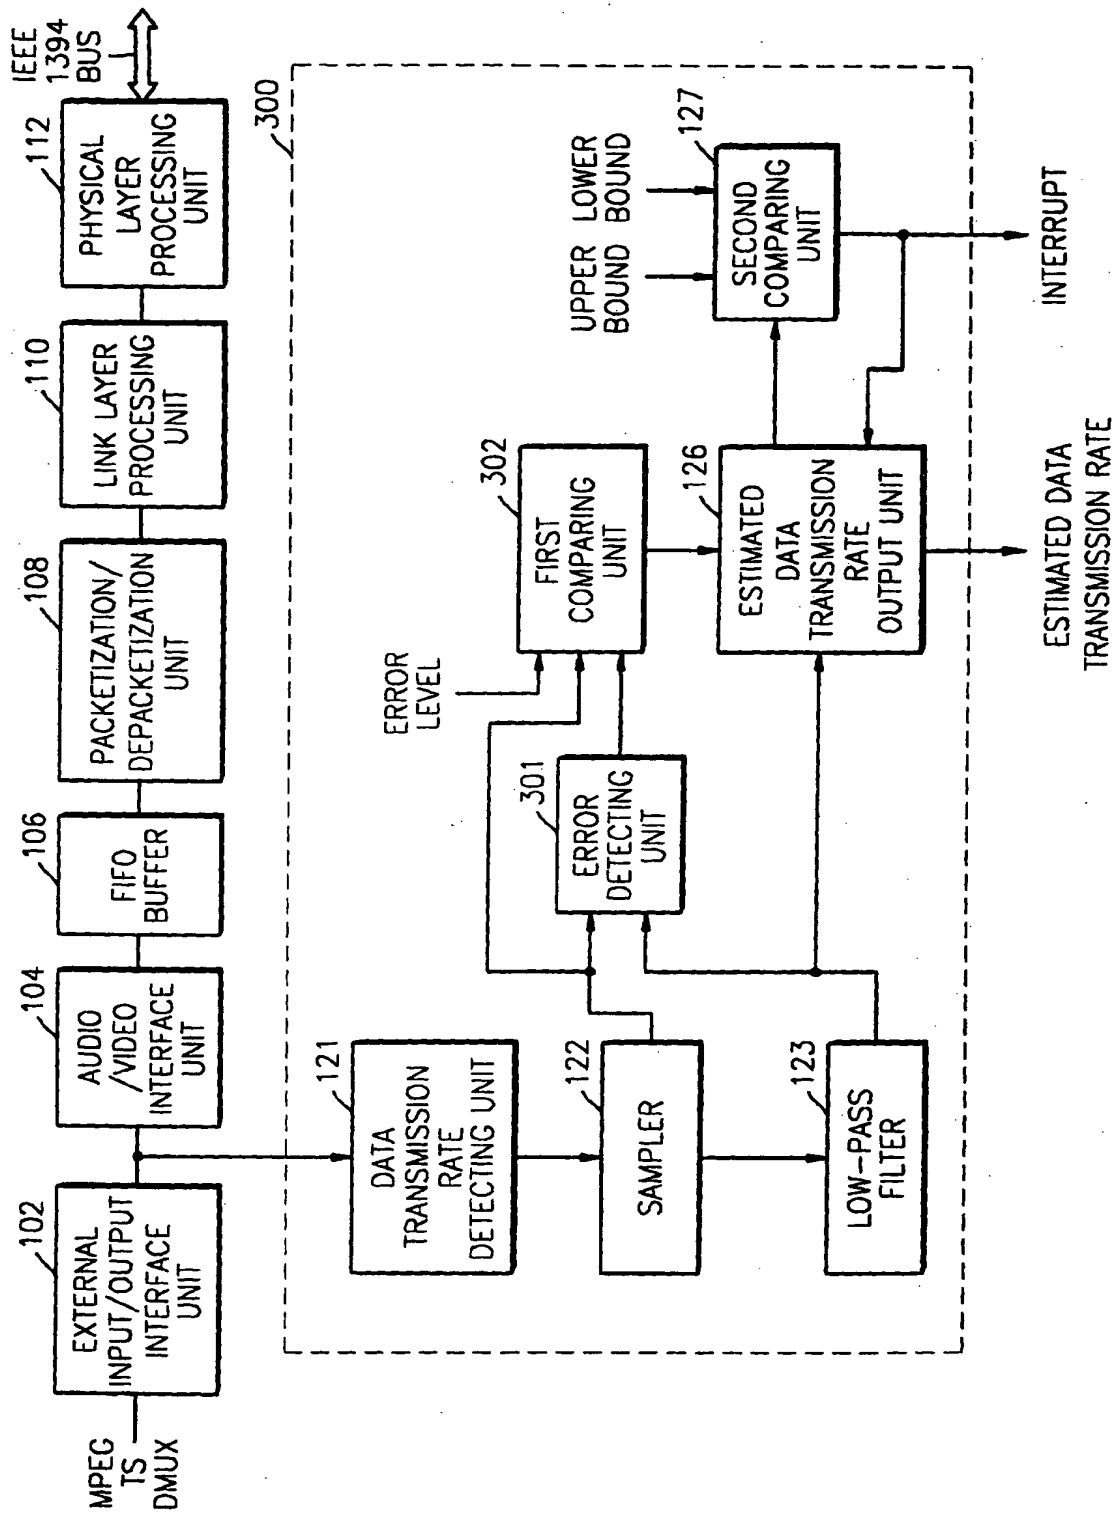 MPEG
TS
DMUX
102
EXTERNAL
INPUT/OUTPUT
INTERFACE
UNIT
104
AUDIO
/VIDEO
INTERFACE
UNIT
106
FIFO
BUFFER
108
PACKETIZATION/
DEPACKETIZATION
UNIT
110
LINK LAYER
PROCESSING
UNIT
112
PHYSICAL
LAYER
PROCESSING
UNIT
IEEE
1394
BUS
300
121
DATA
TRANSMISSION
RATE
DETECTING UNIT
122
SAMPLER
123
LOW-PASS
FILTER
301
ERROR
DETECTING
UNIT
ERROR
LEVEL
302
FIRST
COMPARING
UNIT
126
ESTIMATED
DATA
TRANSMISSION
RATE
OUTPUT UNIT
UPPER
BOUND
LOWER
BOUND
127
SECOND
COMPARING
UNIT
ESTIMATED DATA
TRANSMISSION RATE
INTERRUPT